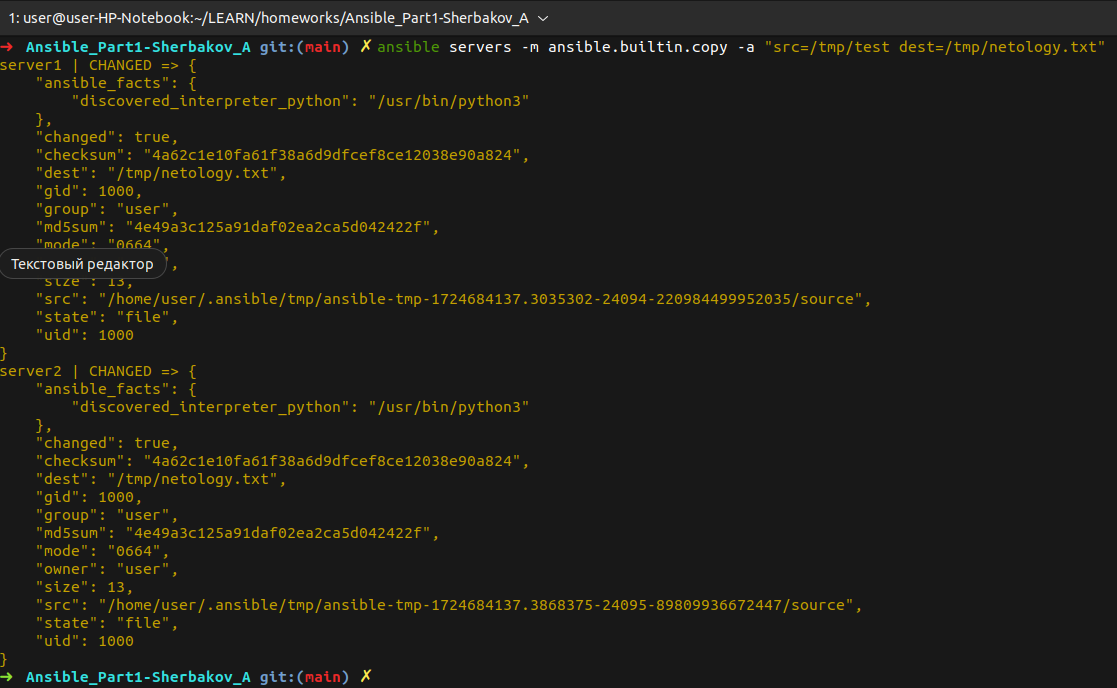 1: user@user-HP-Notebook:~/LEARN/homeworks/Ansible_Part1-Sherbakov_A
→ Ansible_Part1-Sherbakov_A git:(main) ✗ ansible servers -m ansible.builtin.copy -a "src=/tmp/test dest=/tmp/netology.txt"
server1 | CHANGED => {
    "ansible_facts": {
        "discovered_interpreter_python": "/usr/bin/python3"
    },
    "changed": true,
    "checksum": "4a62c1e10fa61f38a6d9dfcef8ce12038e90a824",
    "dest": "/tmp/netology.txt",
    "gid": 1000,
    "group": "user",
    "md5sum": "4e49a3c125a91daf02ea2ca5d042422f",
    "mode": "0664",
Текстовый редактор ",
    "size": 13,
    "src": "/home/user/.ansible/tmp/ansible-tmp-1724684137.3035302-24094-220984499952035/source",
    "state": "file",
    "uid": 1000
}
server2 | CHANGED => {
    "ansible_facts": {
        "discovered_interpreter_python": "/usr/bin/python3"
    },
    "changed": true,
    "checksum": "4a62c1e10fa61f38a6d9dfcef8ce12038e90a824",
    "dest": "/tmp/netology.txt",
    "gid": 1000,
    "group": "user",
    "md5sum": "4e49a3c125a91daf02ea2ca5d042422f",
    "mode": "0664",
    "owner": "user",
    "size": 13,
    "src": "/home/user/.ansible/tmp/ansible-tmp-1724684137.3868375-24095-89809936672447/source",
    "state": "file",
    "uid": 1000
}
→ Ansible_Part1-Sherbakov_A git:(main) ✗